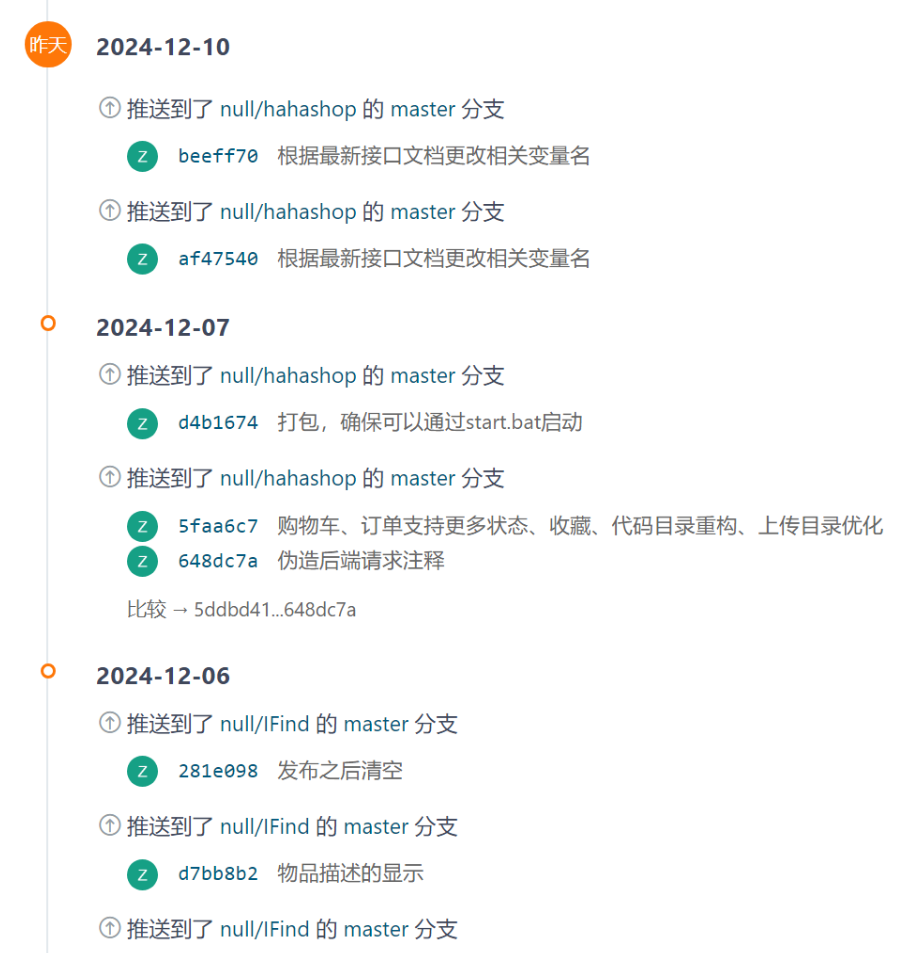 昨天
2024-12-10
推送到了 null/hahashop 的 master 分支
Z beeff70 根据最新接口文档更改相关变量名
推送到了 null/hahashop 的 master 分支
Z af47540 根据最新接口文档更改相关变量名
2024-12-07
推送到了 null/hahashop 的 master 分支
Z d4b1674 打包，确保可以通过start.bat启动
推送到了 null/hahashop 的 master 分支
Z 5faa6c7 购物车、订单支持更多状态、收藏、代码目录重构、上传目录优化
Z 648dc7a 伪造后端请求注释
比较 → 5ddbd41...648dc7a
2024-12-06
推送到了 null/IFind 的 master 分支
Z 281e098 发布之后清空
推送到了 null/IFind 的 master 分支
Z d7bb8b2 物品描述的显示
推送到了 null/IFind 的 master 分支